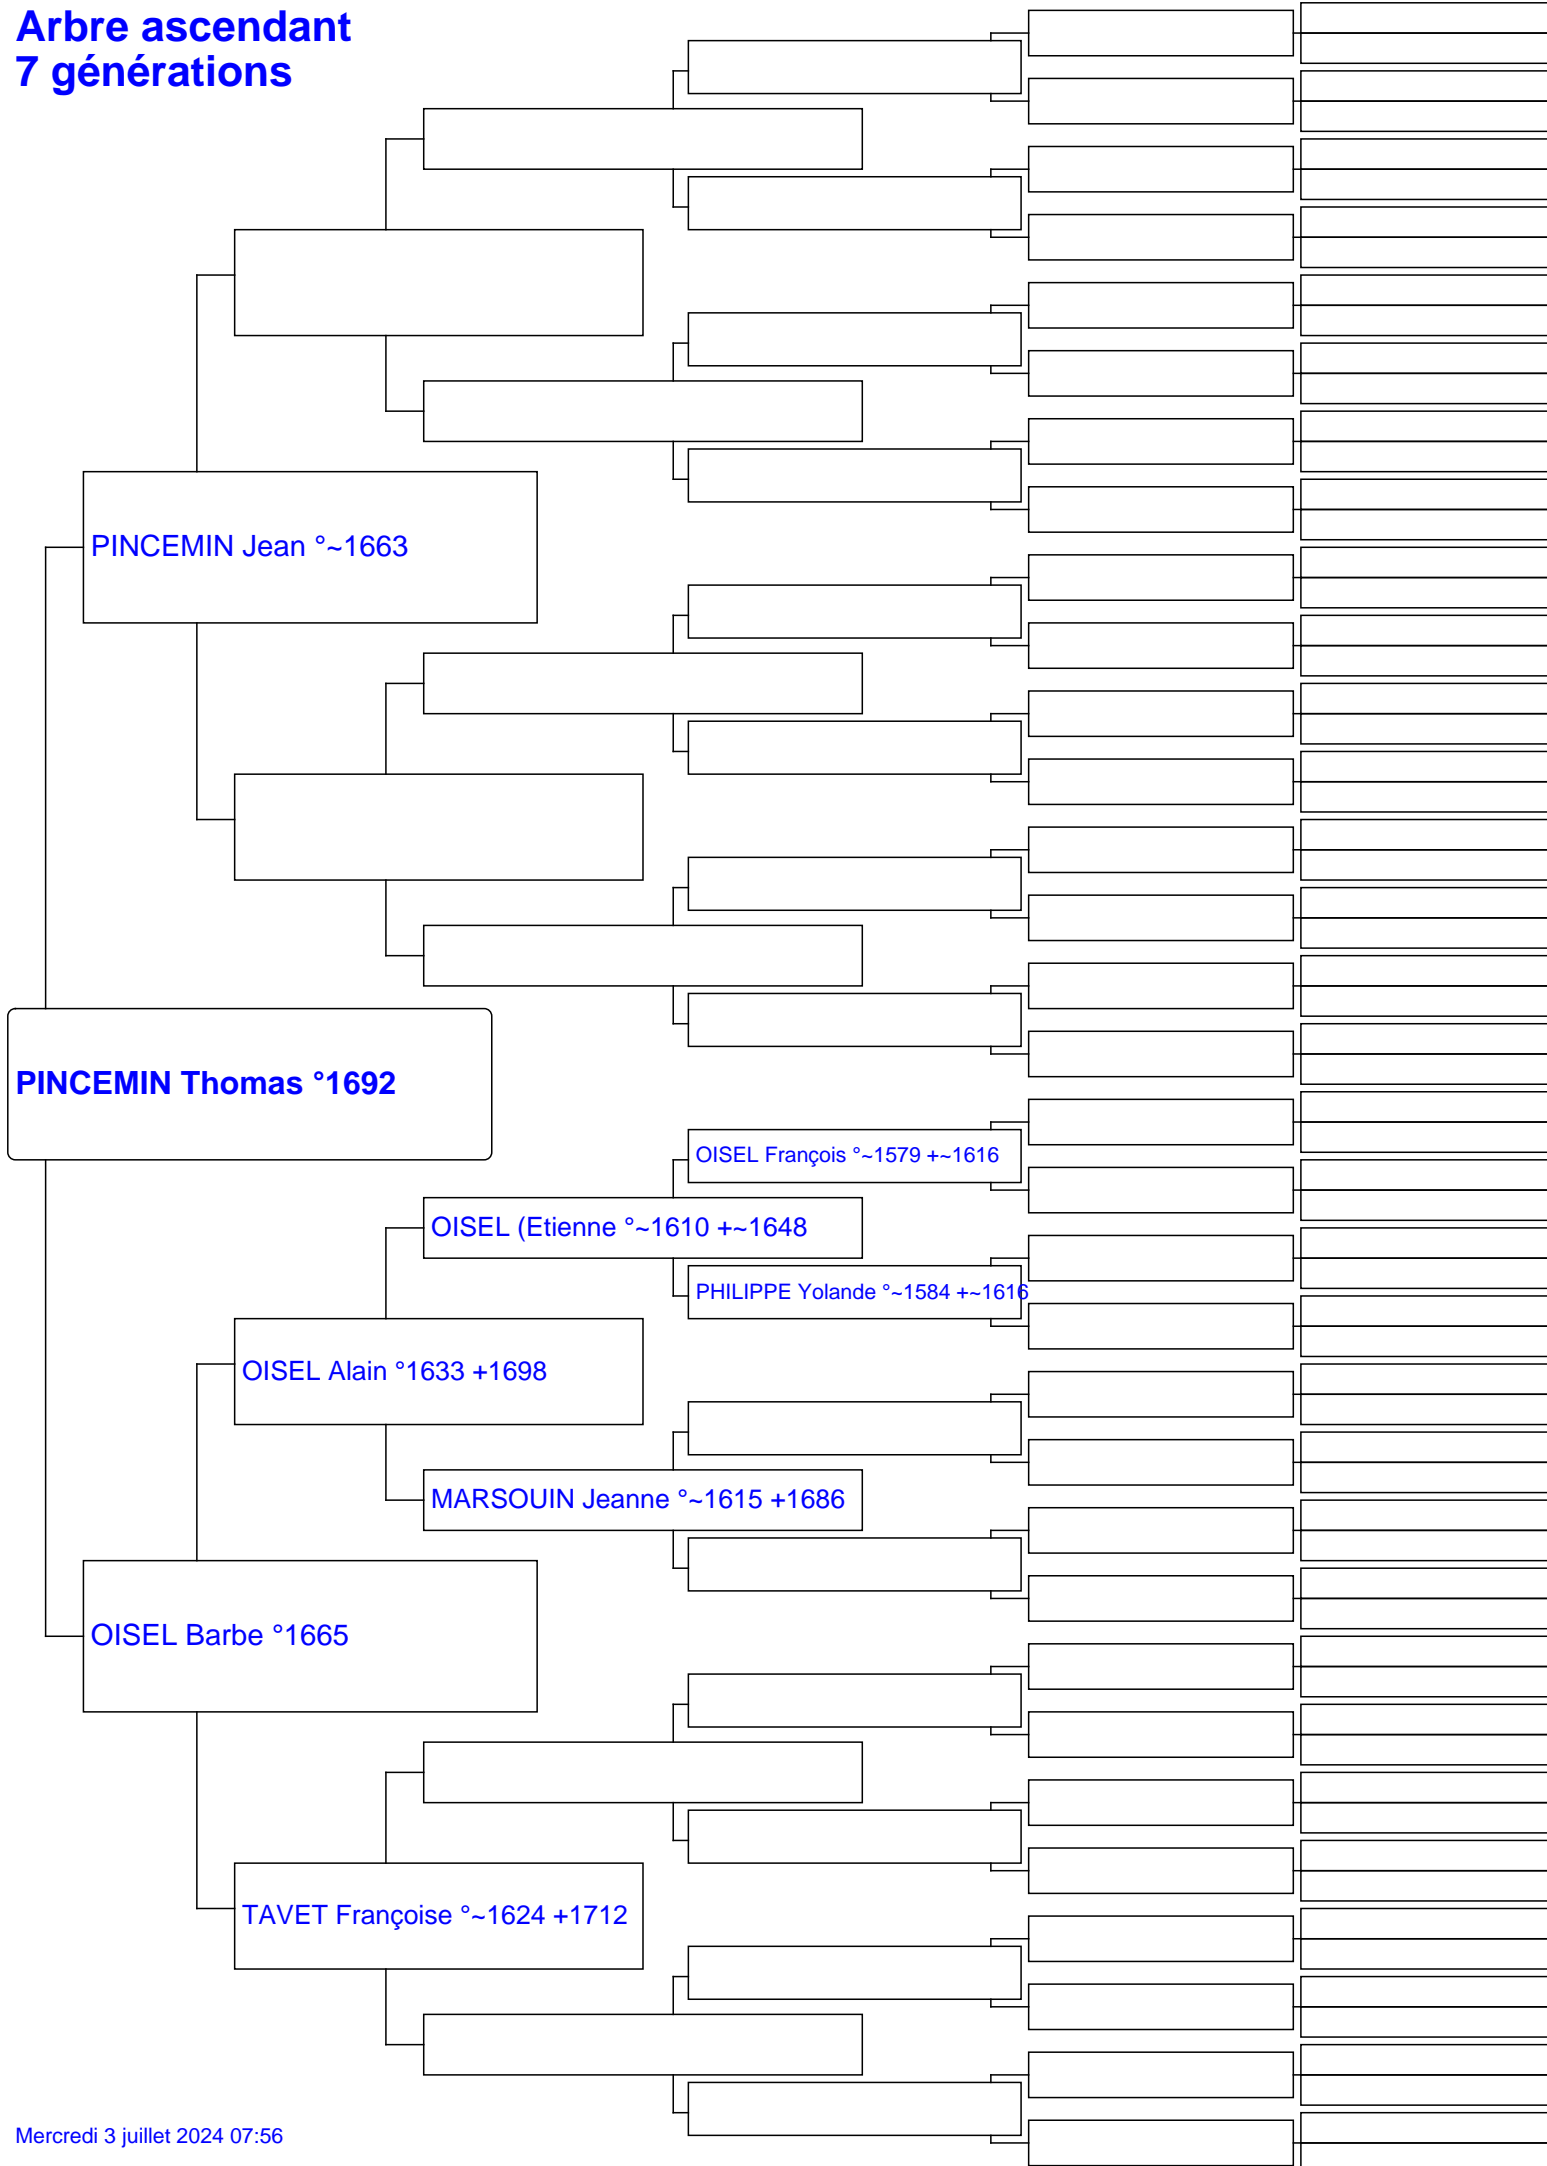 Arbre ascendant
7 générations
PINCEMIN Jean °~1663
PINCEMIN Thomas °1692
OISEL François °~1579 +~1616
OISEL (Etienne °~1610 +~1648
PHILIPPE Yolande °~1584 +~1616
OISEL Alain °1633 +1698
MARSOUIN Jeanne °~1615 +1686
OISEL Barbe °1665
TAVET Françoise °~1624 +1712
Mercredi 3 juillet 2024 07:56